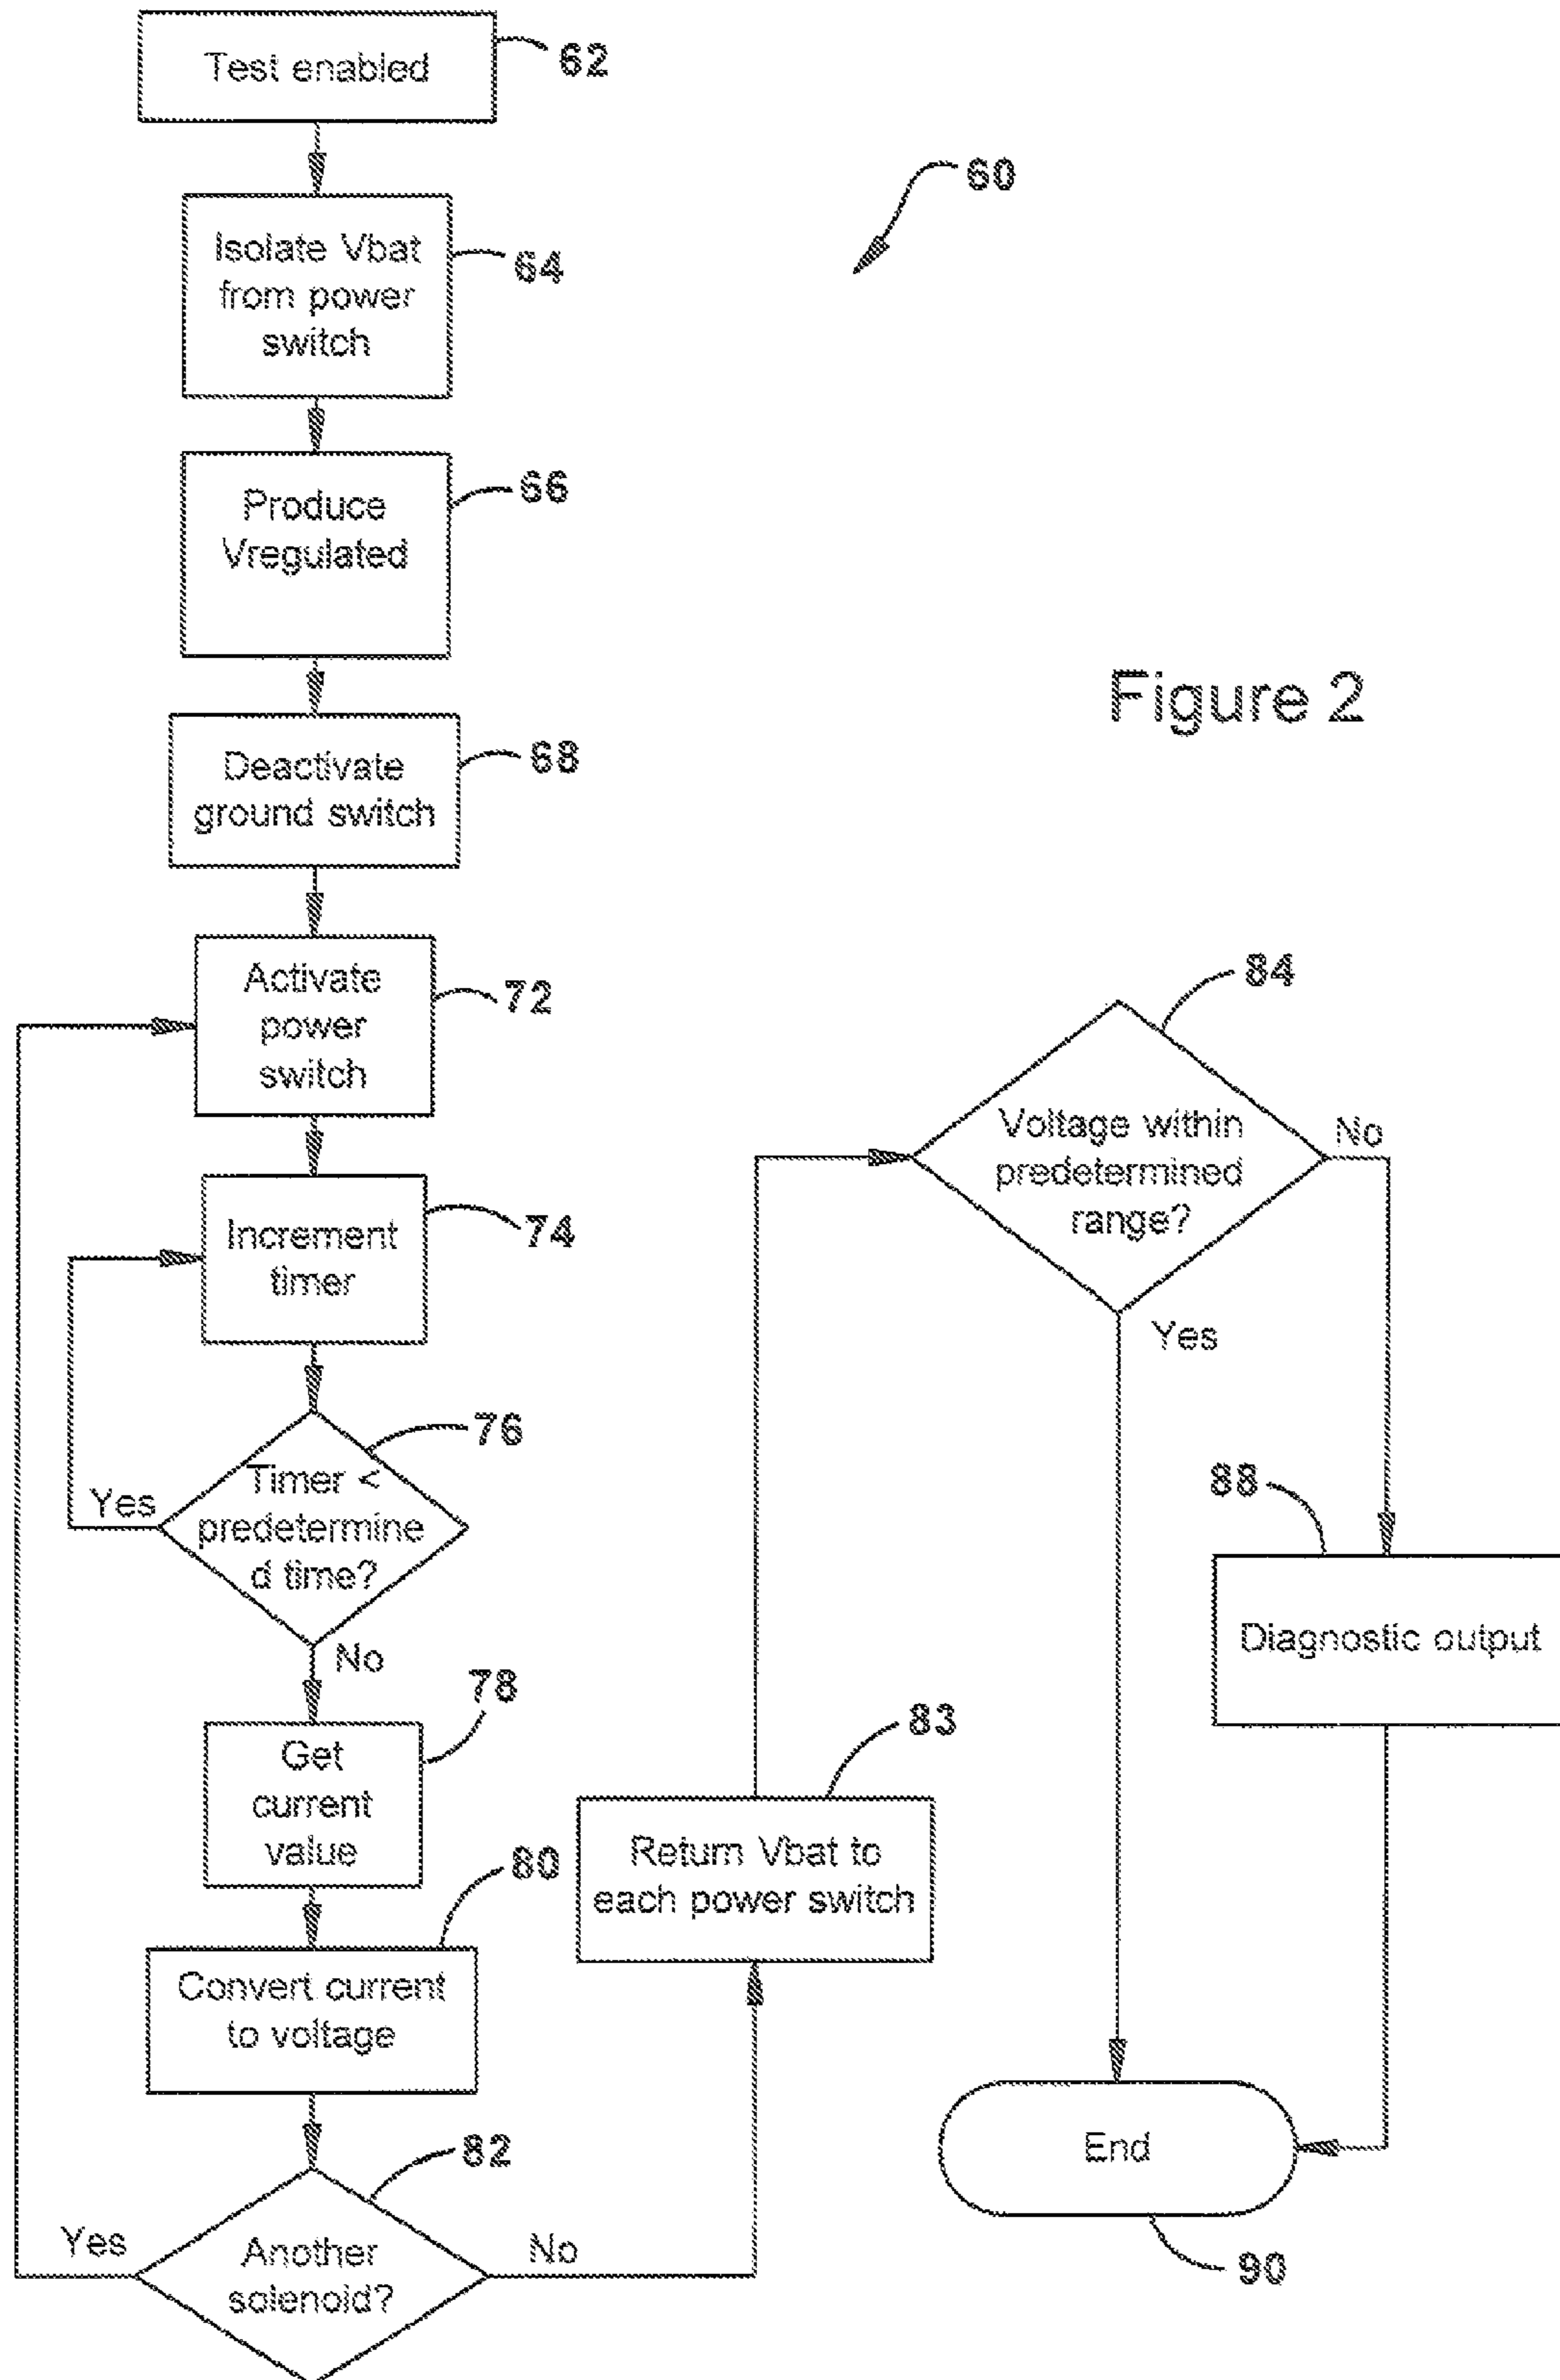 Test enabled
62
60
Isolate Vbat
from power
switch
64
Produce
Vregulated
66
Figure 2
Deactivate
ground switch
68
Activate
power
switch
72
Increment
timer
74
Timer <
predetermine
d time?
76
Yes
No
Get
current
value
78
Convert current
to voltage
80
Another
solenoid?
82
Yes
No
Return Vbat to
each power switch
83
Voltage within
predetermined
range?
84
No
Yes
Diagnostic output
88
End
90